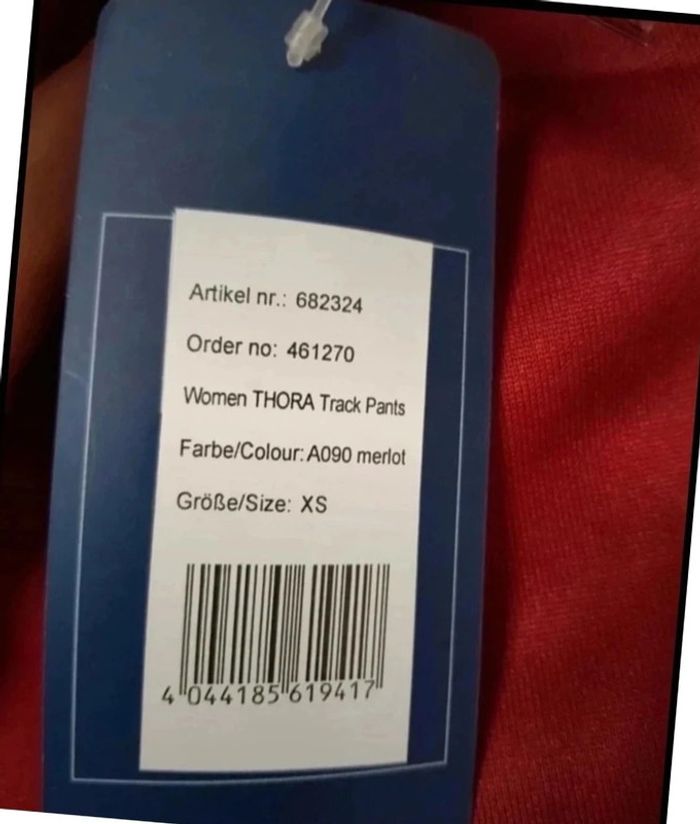 Artikel nr.: 682324
Order no: 461270
Women THORA Track Pants
Farbe/Colour: A090 merlot
Größe/Size: XS
4 044185 619417